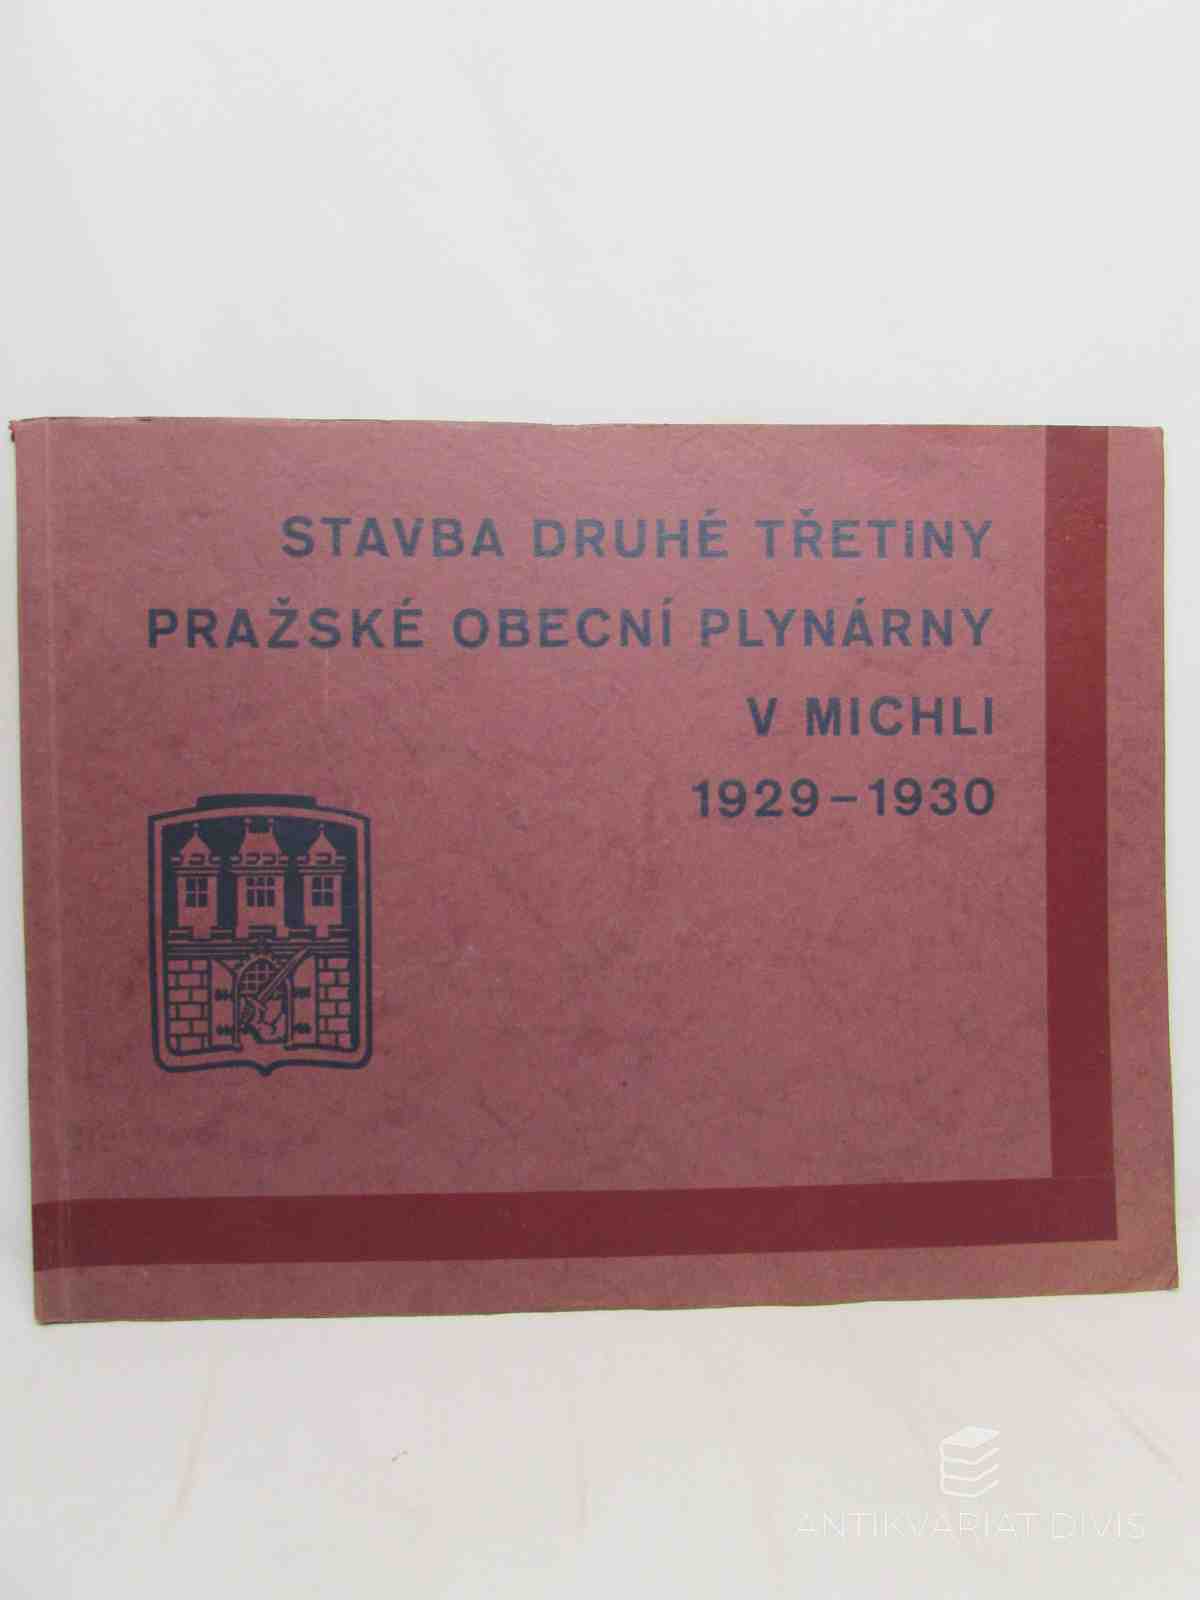 STAVBA DRUHÉ TŘETINY
PRAŽSKÉ OBECNÍ PLYNÁRNY
V MICHLI
1929–1930
ANTIKVARIAT DIVIS